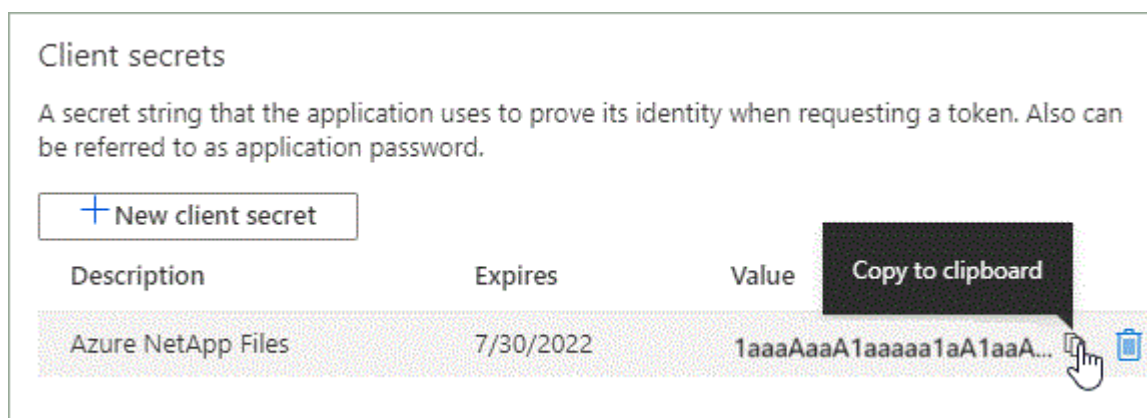 Client secrets
A secret string that the application uses to prove its identity when requesting a token. Also can
be referred to as application password.
+ New client secret
Copy to clipboard
Description Expires Value
Azure NetApp Files 7/30/2022 1aaaAaaA1aaaaa1aA1aaA...